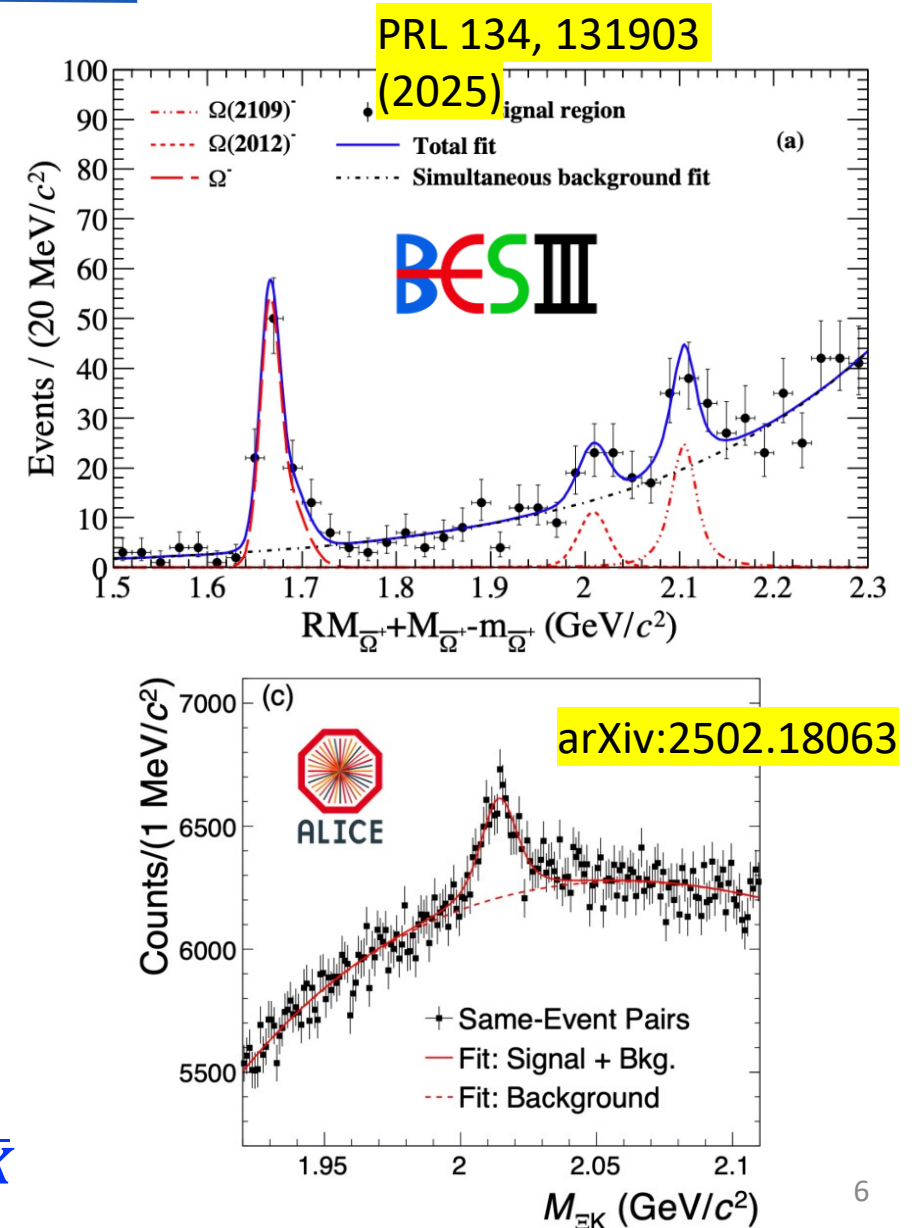 PRL 134, 131903
(2025)
100
90
80
70
60
50
40
30
20
10
0
Events / (20 MeV/c²)
Ω(2109)⁻
Ω(2012)⁻
Ω⁻
ignal region
Total fit
Simultaneous background fit
(a)
BESIII
1.5 1.6 1.7 1.8 1.9 2 2.1 2.2 2.3
RM_Ω̅⁺+M_Ω̅⁺-m_Ω̅⁺ (GeV/c²)
(c)
arXiv:2502.18063
ALICE
7000
6500
6000
5500
Counts/(1 MeV/c²)
Same-Event Pairs
Fit: Signal + Bkg.
Fit: Background
1.95 2 2.05 2.1
M_ΞK (GeV/c²)
6